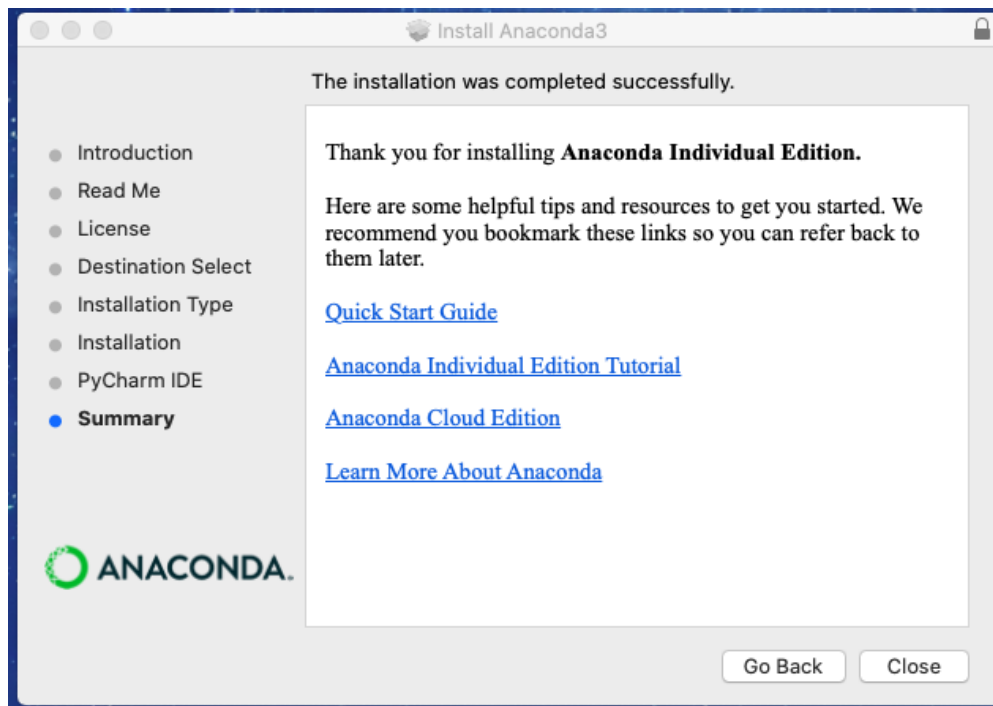 Install Anaconda3
The installation was completed successfully.
Introduction
Read Me
License
Destination Select
Installation Type
Installation
PyCharm IDE
Summary
Thank you for installing Anaconda Individual Edition.
Here are some helpful tips and resources to get you started. We
recommend you bookmark these links so you can refer back to
them later.
Quick Start Guide
Anaconda Individual Edition Tutorial
Anaconda Cloud Edition
Learn More About Anaconda
ANACONDA.
Go Back
Close